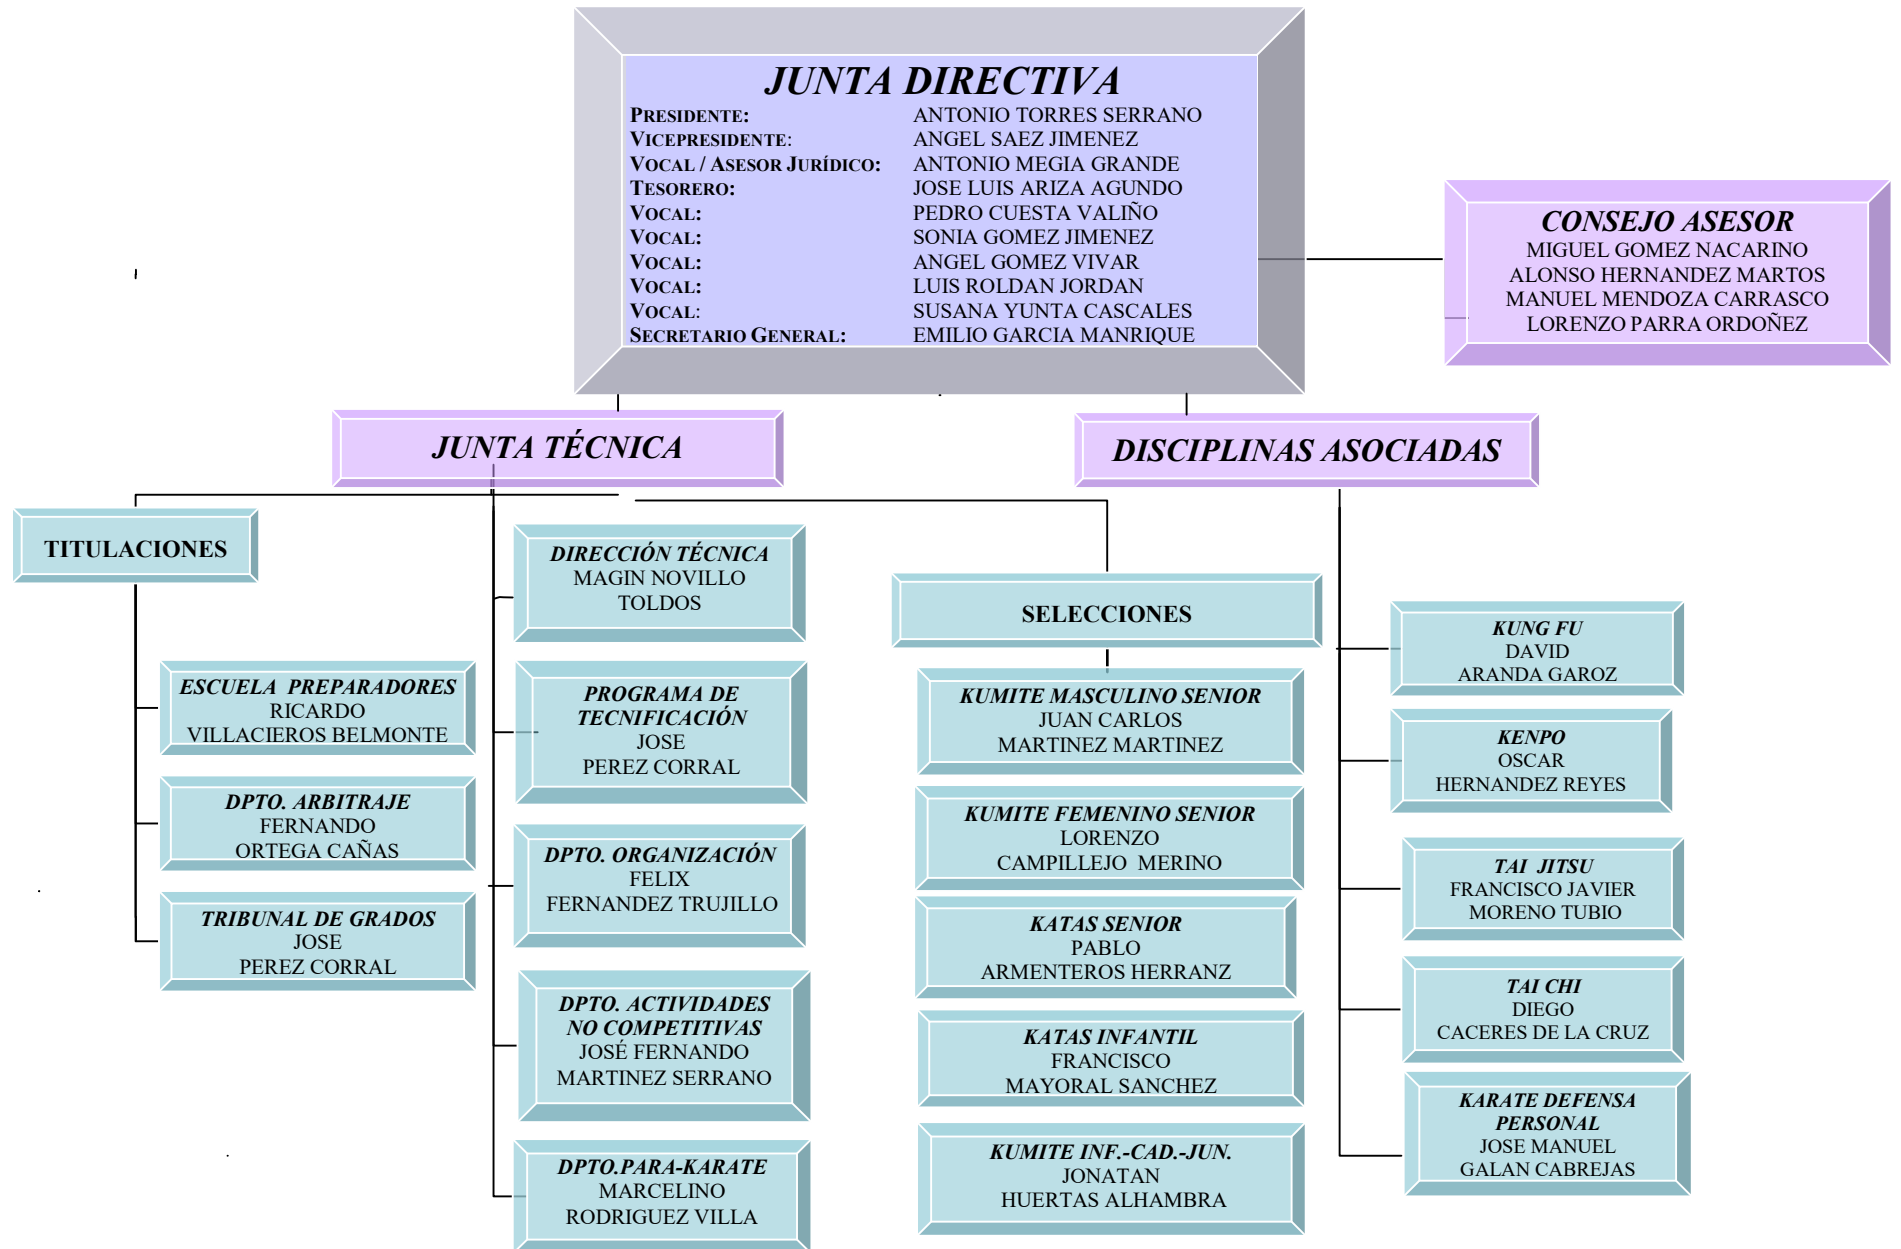 JUNTA DIRECTIVA
PRESIDENTE: ANTONIO TORRES SERRANO
VICEPRESIDENTE: ANGEL SAEZ JIMENEZ
VOCAL / ASESOR JURÍDICO: ANTONIO MEGIA GRANDE
TESORERO: JOSE LUIS ARIZA AGUNDO
VOCAL: PEDRO CUESTA VALIÑO
VOCAL: SONIA GOMEZ JIMENEZ
VOCAL: ANGEL GOMEZ VIVAR
VOCAL: LUIS ROLDAN JORDAN
VOCAL: SUSANA YUNTA CASCALES
SECRETARIO GENERAL: EMILIO GARCIA MANRIQUE
CONSEJO ASESOR
MIGUEL GOMEZ NACARINO
ALONSO HERNANDEZ MARTOS
MANUEL MENDOZA CARRASCO
LORENZO PARRA ORDOÑEZ
JUNTA TÉCNICA
DISCIPLINAS ASOCIADAS
TITULACIONES
ESCUELA PREPARADORES
RICARDO
VILLACIEROS BELMONTE
DPTO. ARBITRAJE
FERNANDO
ORTEGA CAÑAS
TRIBUNAL DE GRADOS
JOSE
PEREZ CORRAL
DIRECCIÓN TÉCNICA
MAGIN NOVILLO
TOLDOS
PROGRAMA DE
TECNIFICACIÓN
JOSE
PEREZ CORRAL
DPTO. ORGANIZACIÓN
FELIX
FERNANDEZ TRUJILLO
DPTO. ACTIVIDADES
NO COMPETITIVAS
JOSÉ FERNANDO
MARTINEZ SERRANO
DPTO.PARA-KARATE
MARCELINO
RODRIGUEZ VILLA
SELECCIONES
KUMITE MASCULINO SENIOR
JUAN CARLOS
MARTINEZ MARTINEZ
KUMITE FEMENINO SENIOR
LORENZO
CAMPILLEJO MERINO
KATAS SENIOR
PABLO
ARMENTEROS HERRANZ
KATAS INFANTIL
FRANCISCO
MAYORAL SANCHEZ
KUMITE INF.-CAD.-JUN.
JONATAN
HUERTAS ALHAMBRA
KUNG FU
DAVID
ARANDA GAROZ
KENPO
OSCAR
HERNANDEZ REYES
TAI JITSU
FRANCISCO JAVIER
MORENO TUBIO
TAI CHI
DIEGO
CACERES DE LA CRUZ
KARATE DEFENSA
PERSONAL
JOSE MANUEL
GALAN CABREJAS